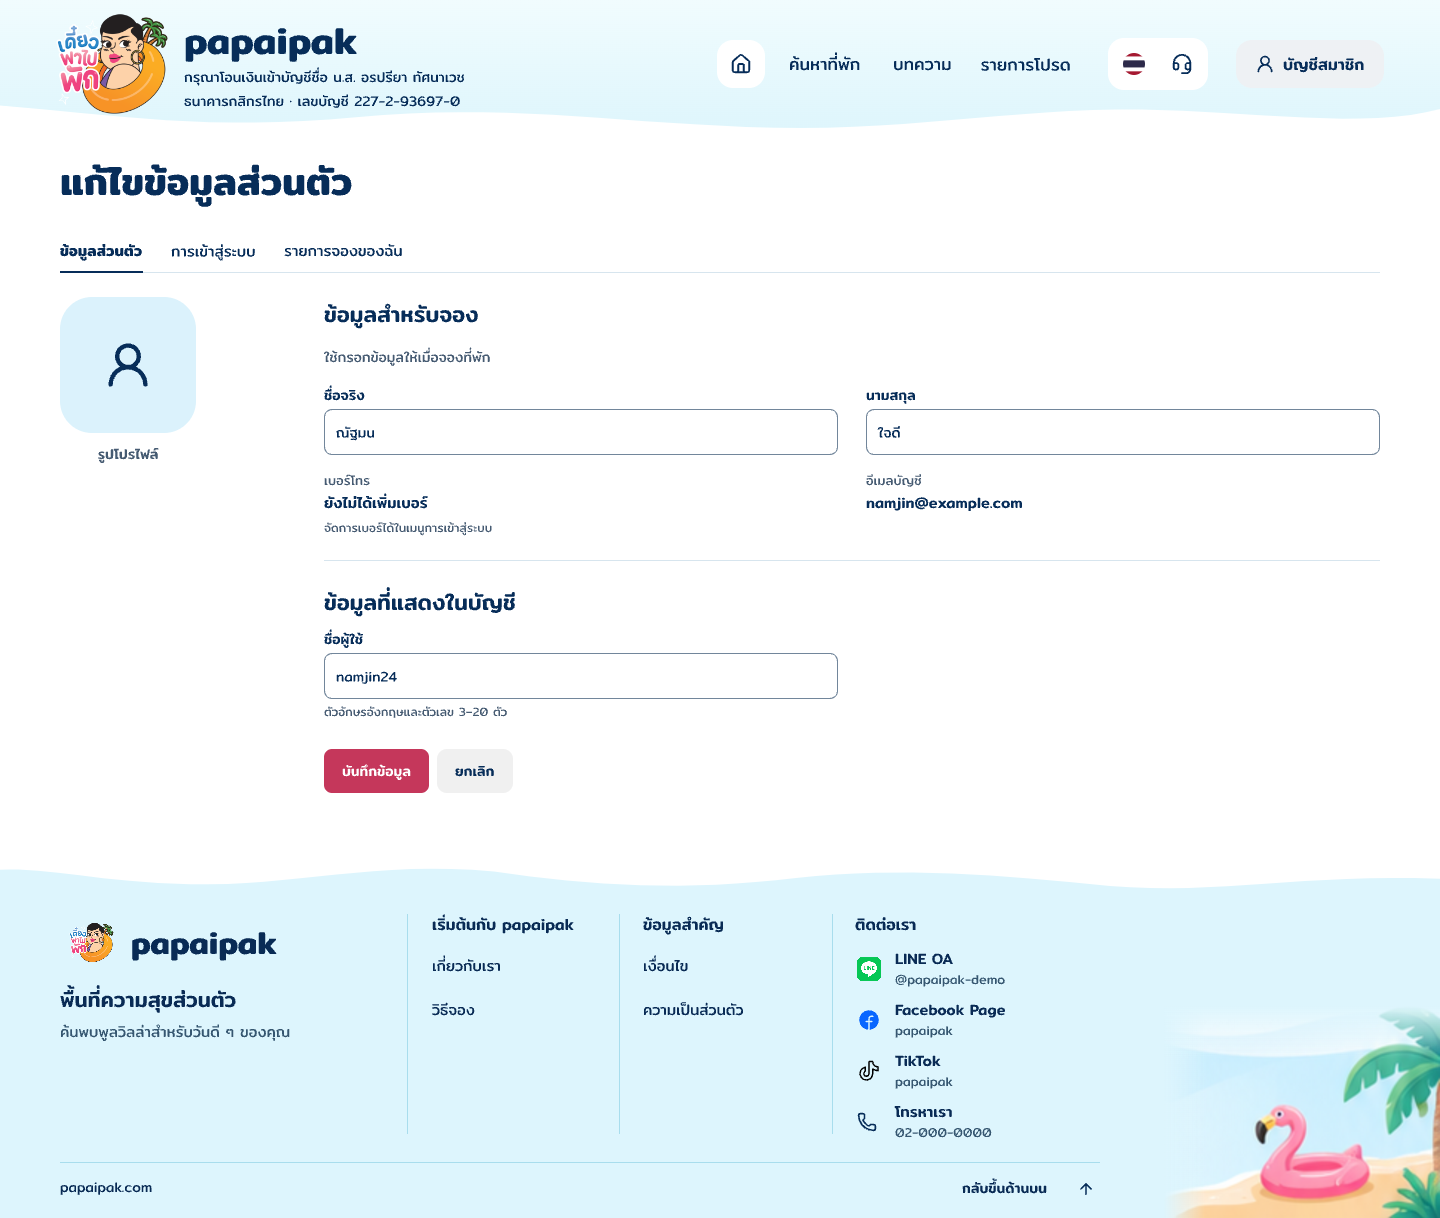 เดี๋ยว
พาไป
พัก
papaipak
กรุณาโอนเงินเข้าบัญชีชื่อ น.ส. อรปรียา ทัศนาเวช
ธนาคารกสิกรไทย · เลขบัญชี 227-2-93697-0
ค้นหาที่พัก
บทความ
รายการโปรด
บัญชีสมาชิก
แก้ไขข้อมูลส่วนตัว
ข้อมูลส่วนตัว
การเข้าสู่ระบบ
รายการจองของฉัน
รูปโปรไฟล์
ข้อมูลสำหรับจอง
ใช้กรอกข้อมูลให้เมื่อจองที่พัก
ชื่อจริง
นามสกุล
ณัฐมน
ใจดี
เบอร์โทร
อีเมลบัญชี
ยังไม่ได้เพิ่มเบอร์
namjin@example.com
จัดการเบอร์ได้ในเมนูการเข้าสู่ระบบ
ข้อมูลที่แสดงในบัญชี
ชื่อผู้ใช้
namjin24
ตัวอักษรอังกฤษและตัวเลข 3–20 ตัว
บันทึกข้อมูล
ยกเลิก
เดี๋ยว
พาไป
พัก
papaipak
พื้นที่ความสุขส่วนตัว
ค้นพบพูลวิลล่าสำหรับวันดี ๆ ของคุณ
เริ่มต้นกับ papaipak
เกี่ยวกับเรา
วิธีจอง
ข้อมูลสำคัญ
เงื่อนไข
ความเป็นส่วนตัว
ติดต่อเรา
LINE
LINE OA
@papaipak-demo
Facebook Page
papaipak
TikTok
papaipak
โทรหาเรา
02-000-0000
papaipak.com
กลับขึ้นด้านบน